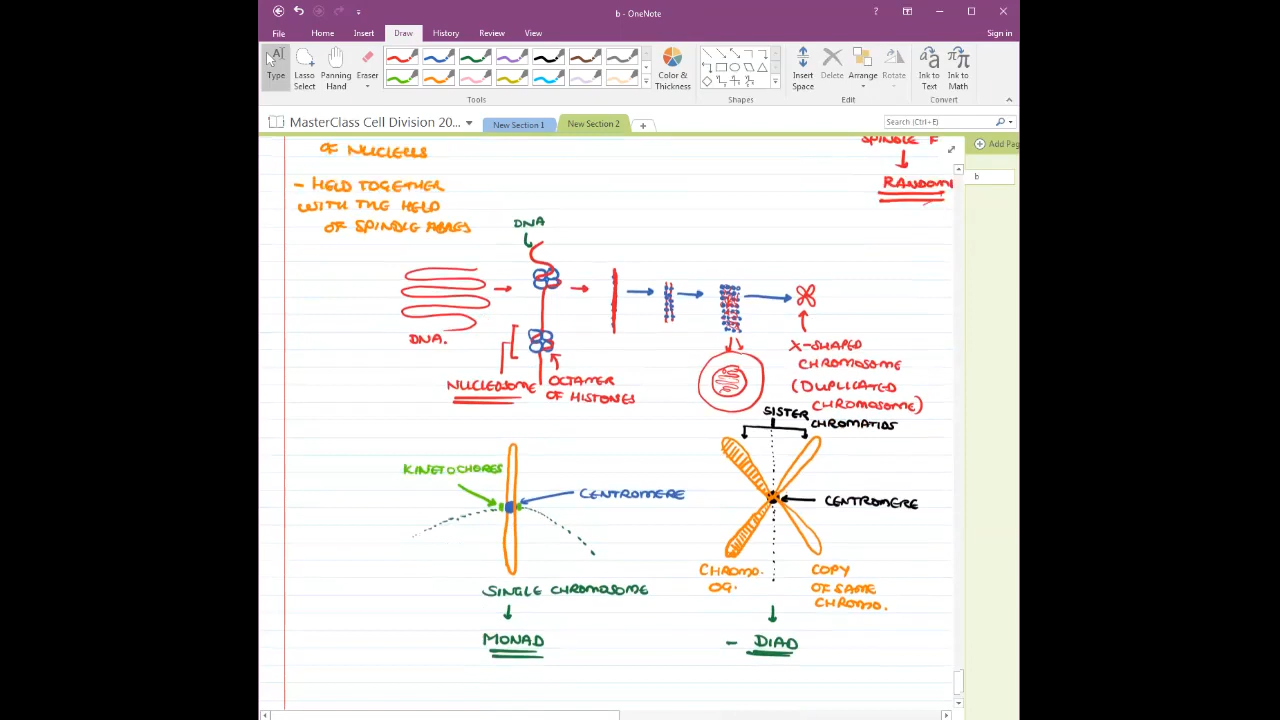 b - OneNote
?
Sign in
File
Home
Insert
Draw
History
Review
View
Type
Lasso
Select
Panning
Hand
Eraser
Color &
Thickness
Insert
Space
Delete
Arrange
Rotate
Ink to
Text
Ink to
Math
Tools
Shapes
Edit
Convert
MasterClass Cell Division 20...
New Section 1
New Section 2
Search (Ctrl+E)
Add Pag
b
OF NUCLEUS
SPINDLE F
RANDOM
- HELD TOGETHER
WITH THE HELD
OF SPINDLE FIBRES
DNA
DNA.
NUCLEOSOME
OCTAMER
OF HISTONES
X-SHAPED
CHROMOSOME
(DUPLICATED
CHROMOSOME)
SISTER
CHROMATIDS
KINETOCHORES
CENTROMERE
CENTROMERE
CHROMO.
OG.
COPY
OF SAME
CHROMO.
SINGLE CHROMOSOME
MONAD
- DIAD